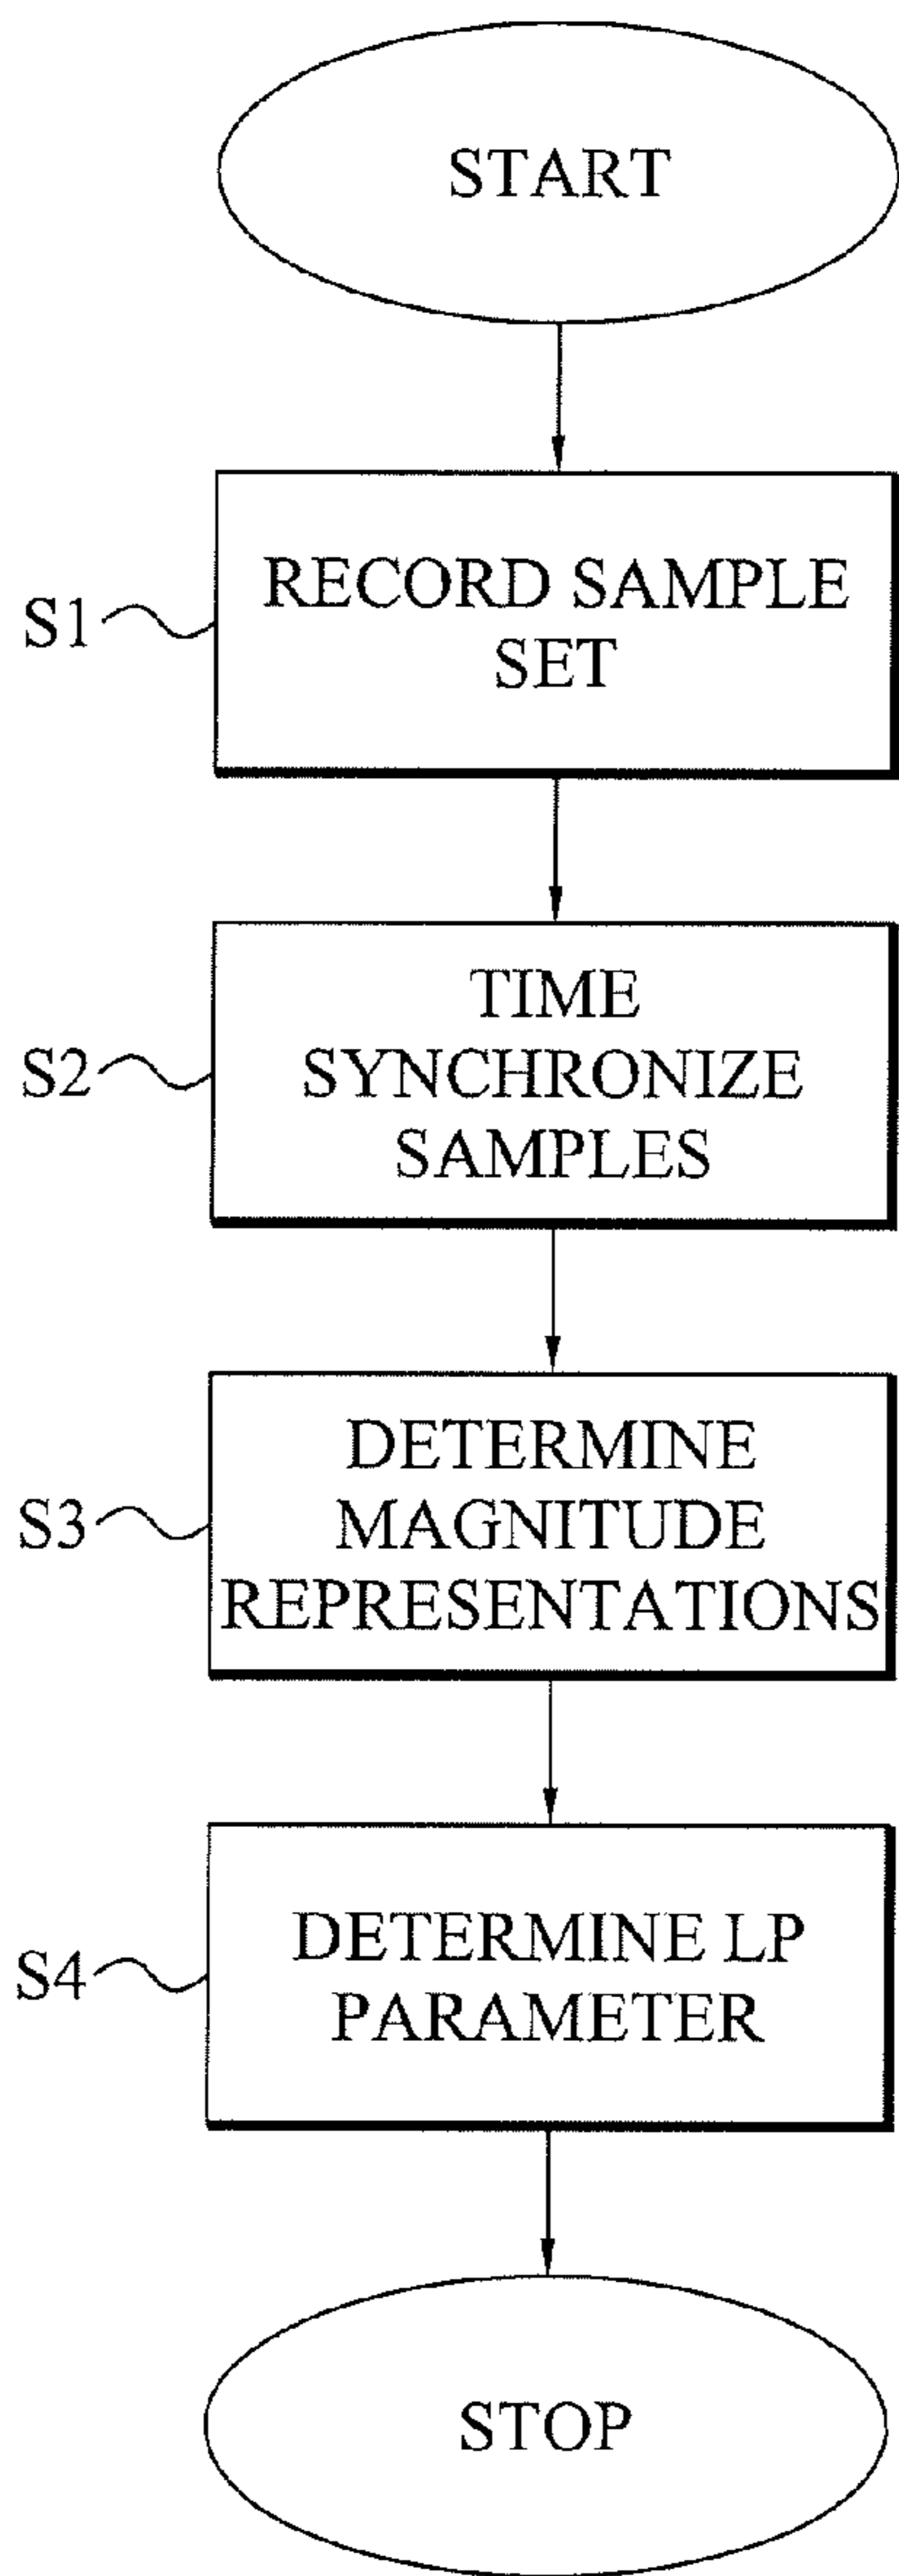 START
S1
RECORD SAMPLE
SET
S2
TIME
SYNCHRONIZE
SAMPLES
S3
DETERMINE
MAGNITUDE
REPRESENTATIONS
S4
DETERMINE LP
PARAMETER
STOP